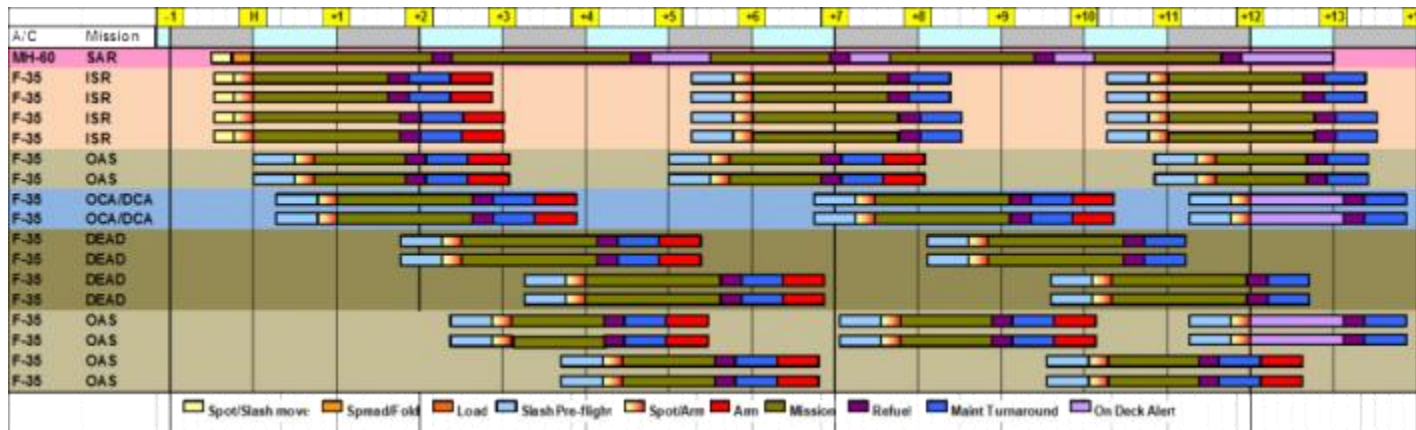 -1 H +1 +2 +3 +4 +5 +6 +7 +8 +9 +10 +11 +12 +13
A/C Mission
MH-60 SAR
F-35 ISR
F-35 ISR
F-35 ISR
F-35 ISR
F-35 OAS
F-35 OAS
F-35 OCA/DCA
F-35 OCA/DCA
F-35 DEAD
F-35 DEAD
F-35 DEAD
F-35 DEAD
F-35 OAS
F-35 OAS
F-35 OAS
F-35 OAS
Spot/Slash move Spread/Fold Load Slash Pre-flight Spot/Arm Arm Mission Refuel Maint Turnaround On Deck Alert